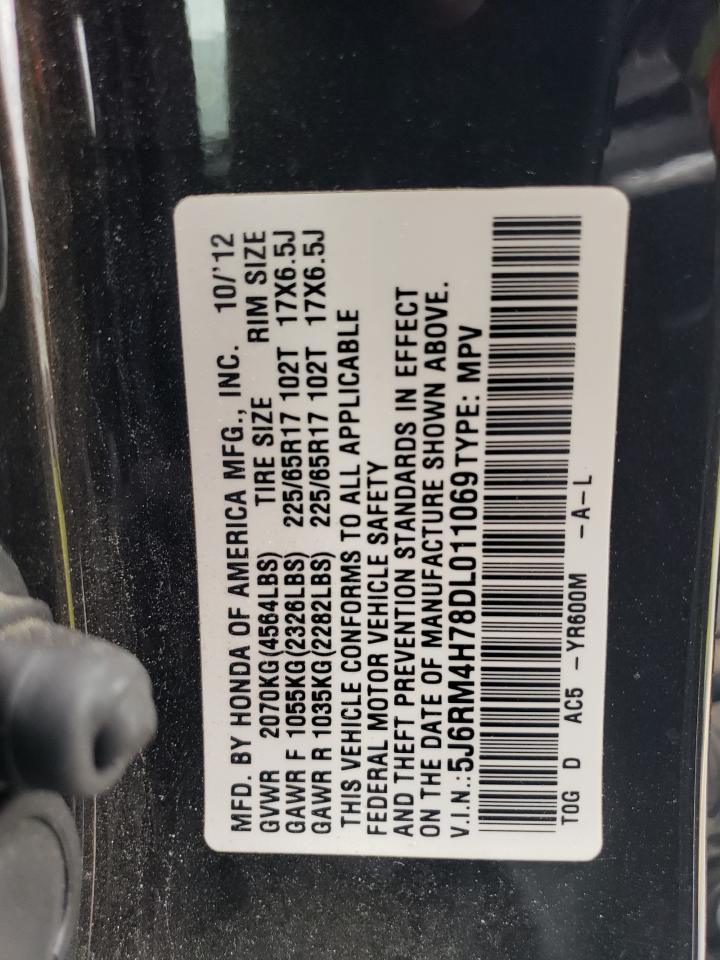 MFD. BY HONDA OF AMERICA MFG., INC. 10/'12
GVWR 2070KG(4564LBS) TIRE SIZE RIM SIZE
GAWR F 1055KG(2326LBS) 225/65R17 102T 17X6.5J
GAWR R 1035KG(2282LBS) 225/65R17 102T 17X6.5J
THIS VEHICLE CONFORMS TO ALL APPLICABLE
FEDERAL MOTOR VEHICLE SAFETY
AND THEFT PREVENTION STANDARDS IN EFFECT
ON THE DATE OF MANUFACTURE SHOWN ABOVE.
V.I.N.:5J6RM4H78DL011069 TYPE: MPV
TOG D AC5 -YR600M -A-L